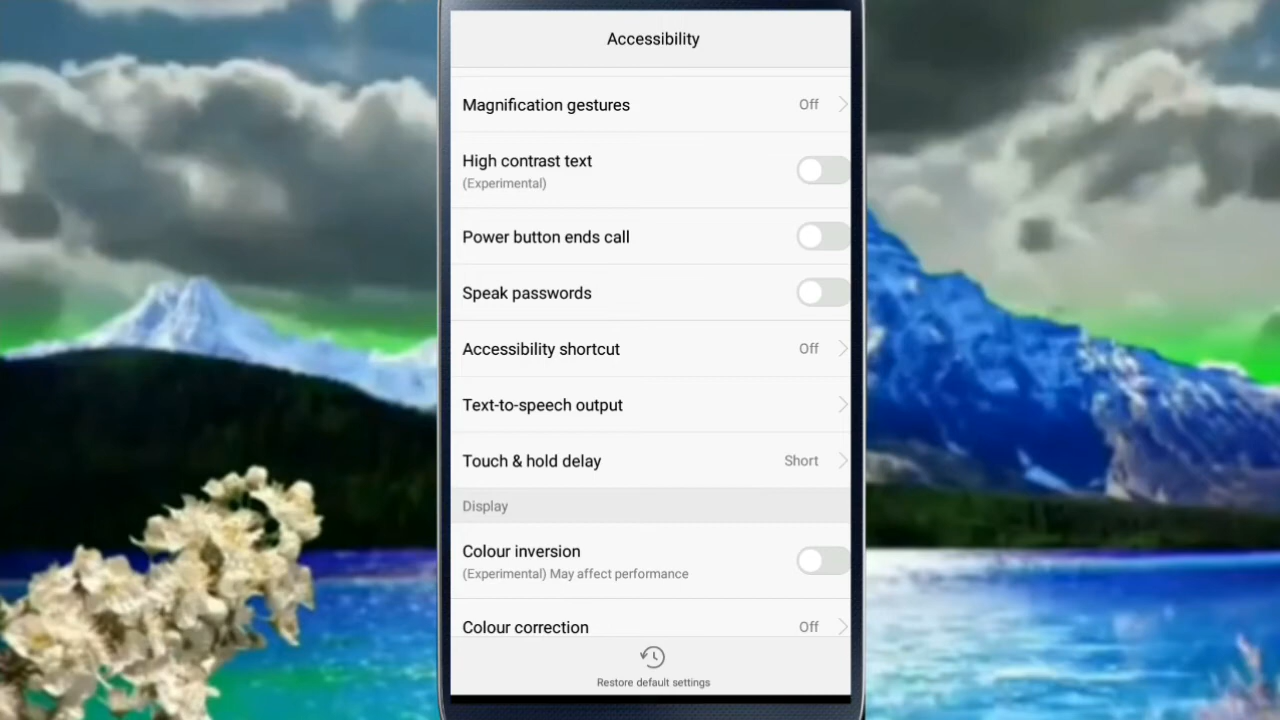 Accessibility
Magnification gestures Off
High contrast text
(Experimental)
Power button ends call
Speak passwords
Accessibility shortcut Off
Text-to-speech output
Touch & hold delay Short
Display
Colour inversion
(Experimental) May affect performance
Colour correction Off
Restore default settings